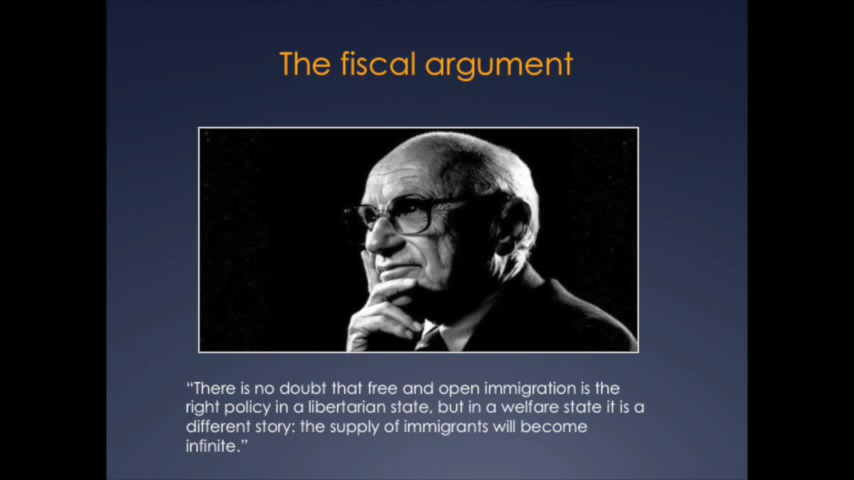 The fiscal argument
“There is no doubt that free and open immigration is the
right policy in a libertarian state, but in a welfare state it is a
different story: the supply of immigrants will become
infinite.”